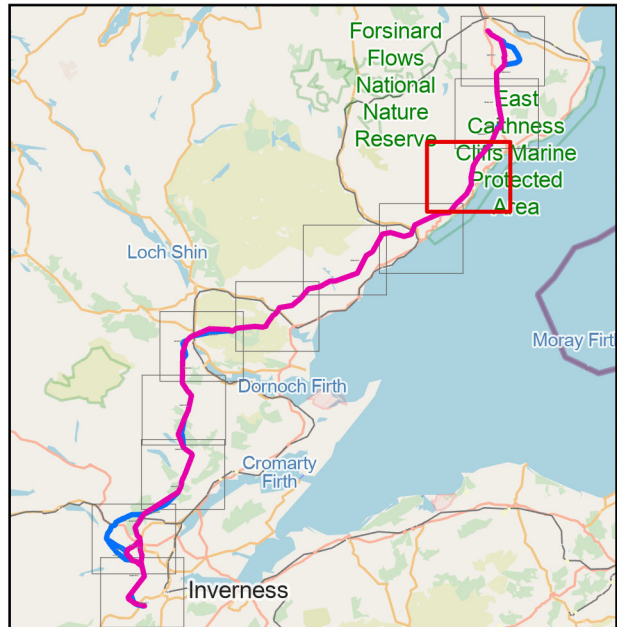 Forsinard
Flows
National
Nature
Reserve
East
Caithness
Cliffs Marine
Protected
Area
Loch Shin
Moray Firt
Dornoch Firth
Cromarty
Firth
Inverness